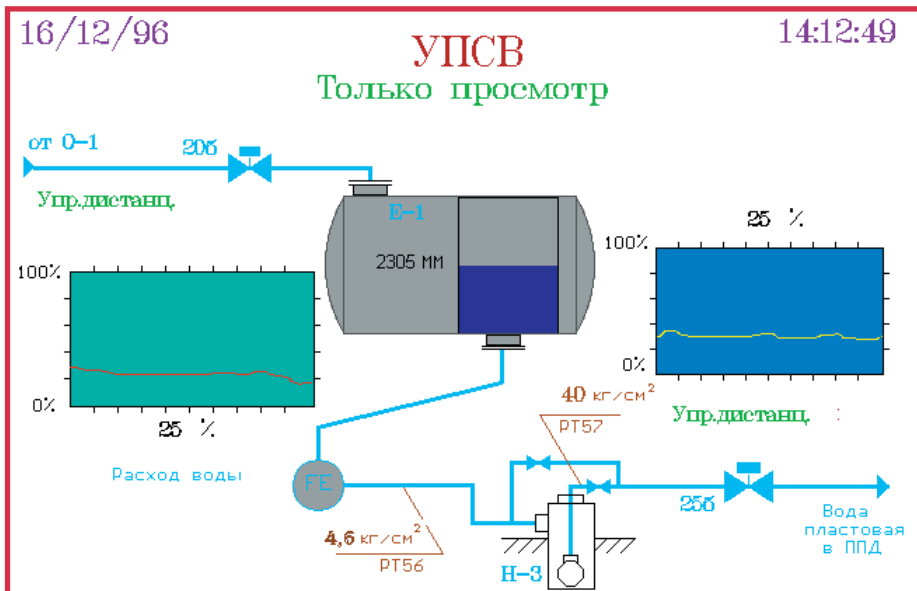 16/12/96
14:12:49
УПСВ
Только просмотр
от О-1
20б
Упр.дистанц.
Е-1
2305 ММ
25 %
100%
100%
0%
0%
25 %
Расход воды
40 кг/см²
РТ57
Упр.дистанц. :
FE
4,6 кг/см²
РТ56
25б
Вода
пластовая
в ППД
Н-3